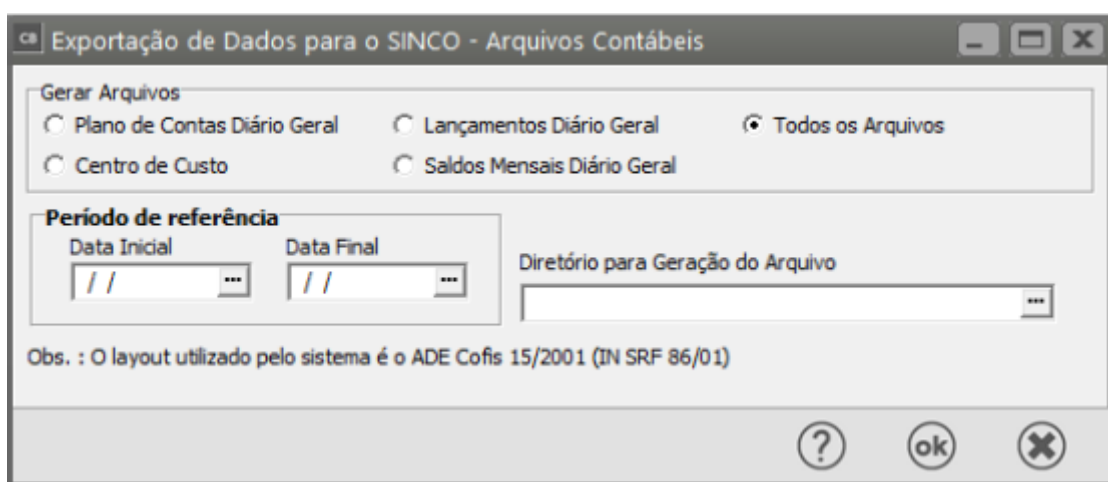 CB Exportação de Dados para o SINCO - Arquivos Contábeis
Gerar Arquivos
Plano de Contas Diário Geral Lançamentos Diário Geral Todos os Arquivos
Centro de Custo Saldos Mensais Diário Geral
Período de referência
Data Inicial Data Final
Diretório para Geração do Arquivo
/ / ... / / ...
...
Obs. : O layout utilizado pelo sistema é o ADE Cofis 15/2001 (IN SRF 86/01)
? ok